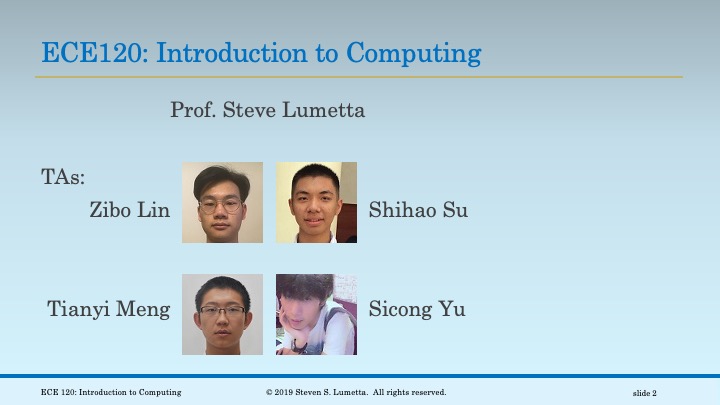 ECE120: Introduction to Computing
Prof. Steve Lumetta
TAs:
Zibo Lin
Shihao Su
Tianyi Meng
Sicong Yu
ECE 120: Introduction to Computing
© 2019 Steven S. Lumetta.  All rights reserved.
slide 2